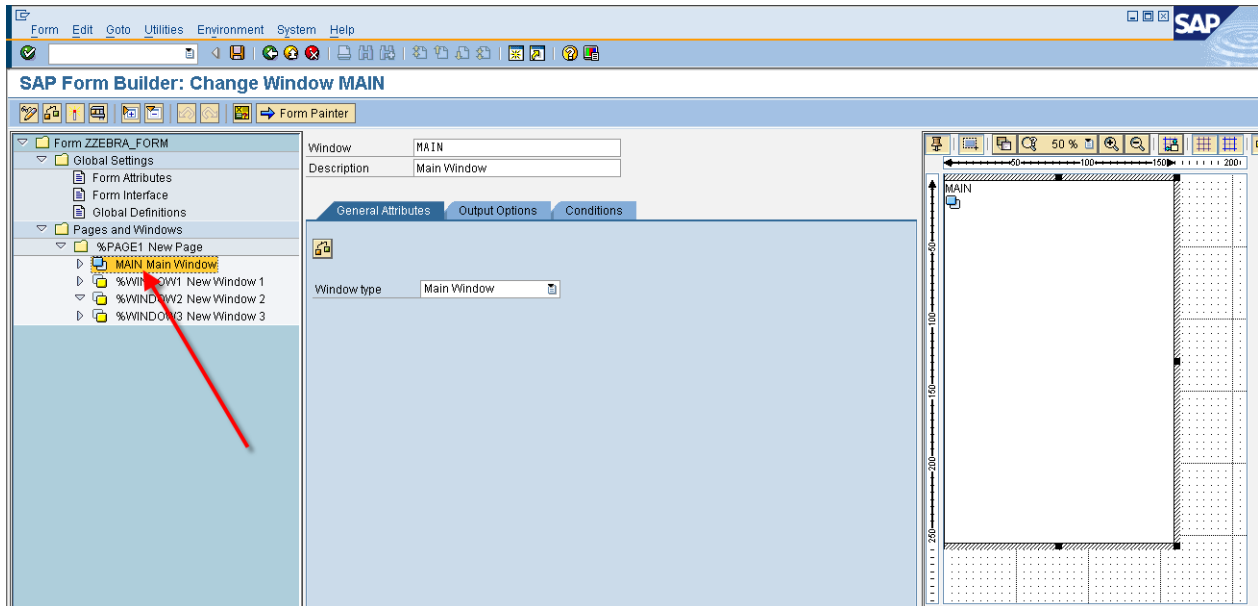 Form Edit Goto Utilities Environment System Help
SAP
SAP Form Builder: Change Window MAIN
Form Painter
Form ZZEBRA_FORM
Global Settings
Form Attributes
Form Interface
Global Definitions
Pages and Windows
%PAGE1 New Page
MAIN Main Window
%WINDOW1 New Window 1
%WINDOW2 New Window 2
%WINDOW3 New Window 3
Window MAIN
Description Main Window
General Attributes Output Options Conditions
Window type Main Window
50 %
50 100 150 200
MAIN
50
100
150
200
250